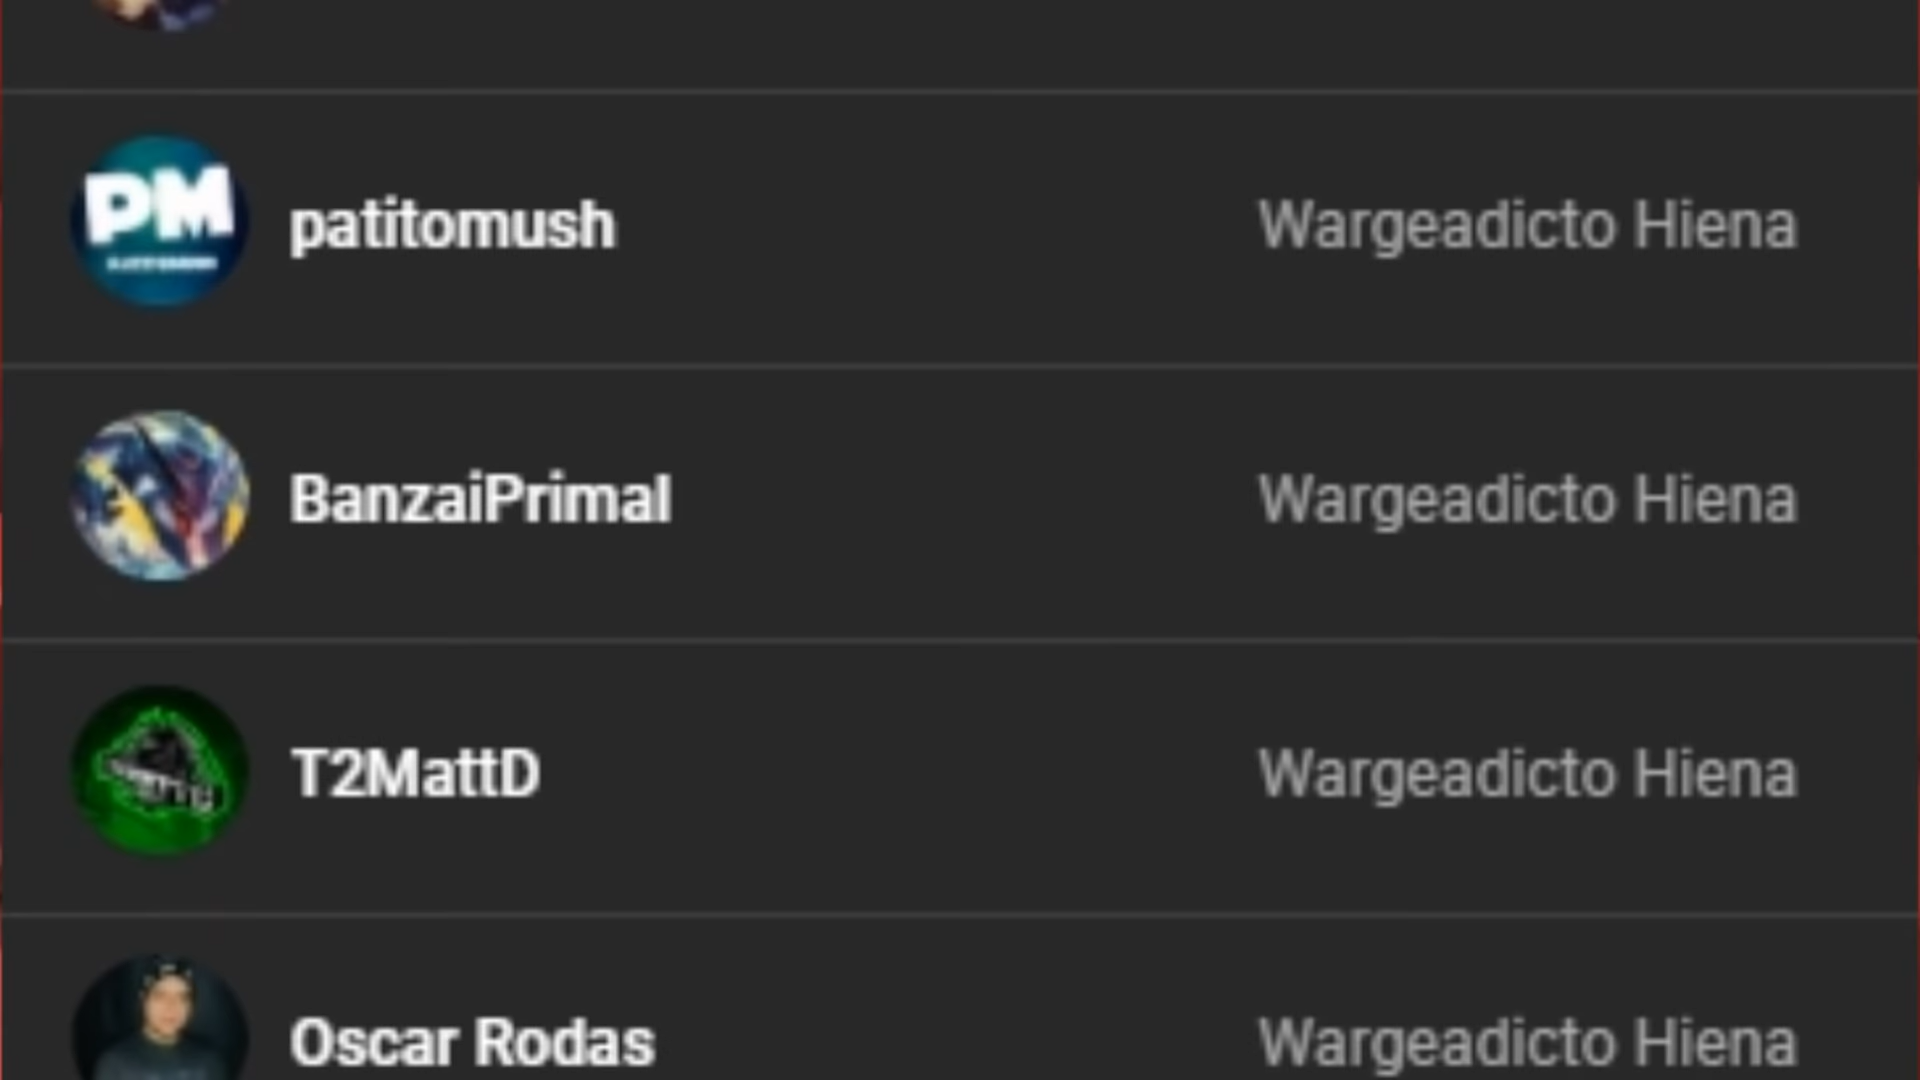 PM
patitomush Wargeadicto Hiena
BanzaiPrimal Wargeadicto Hiena
T2MattD Wargeadicto Hiena
Oscar Rodas Wargeadicto Hiena